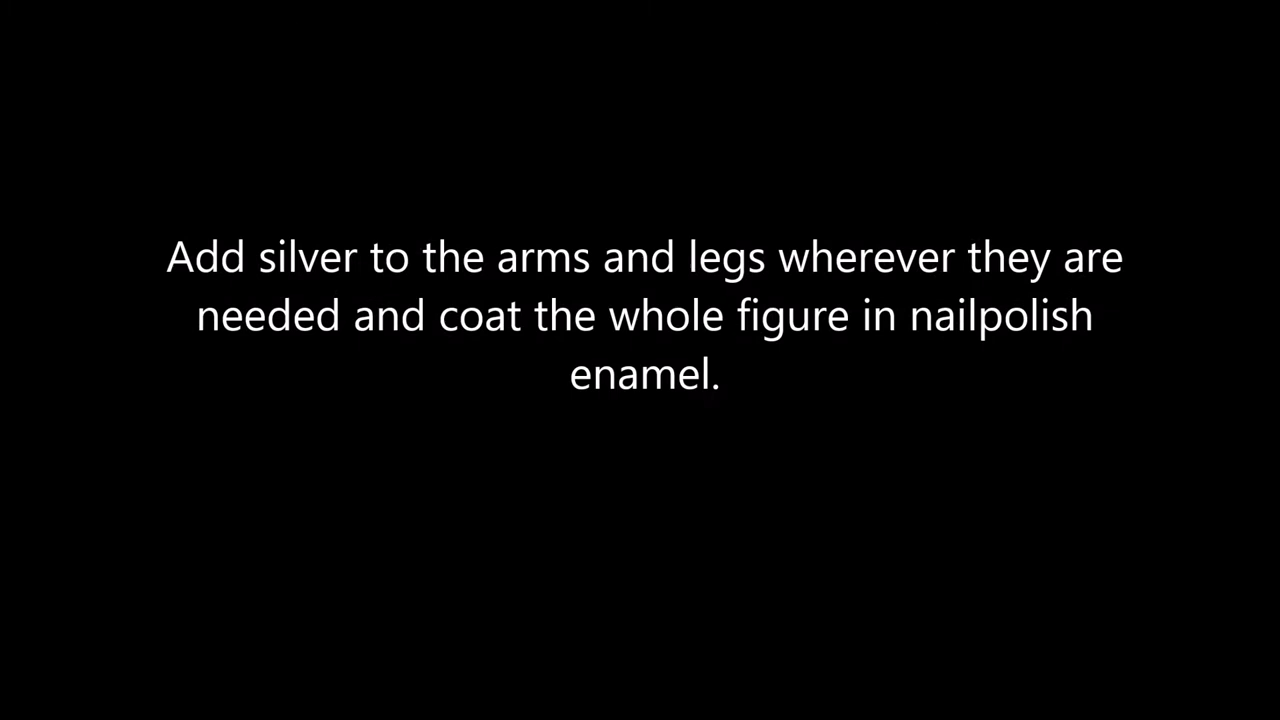 Add silver to the arms and legs wherever they are
needed and coat the whole figure in nailpolish
enamel.